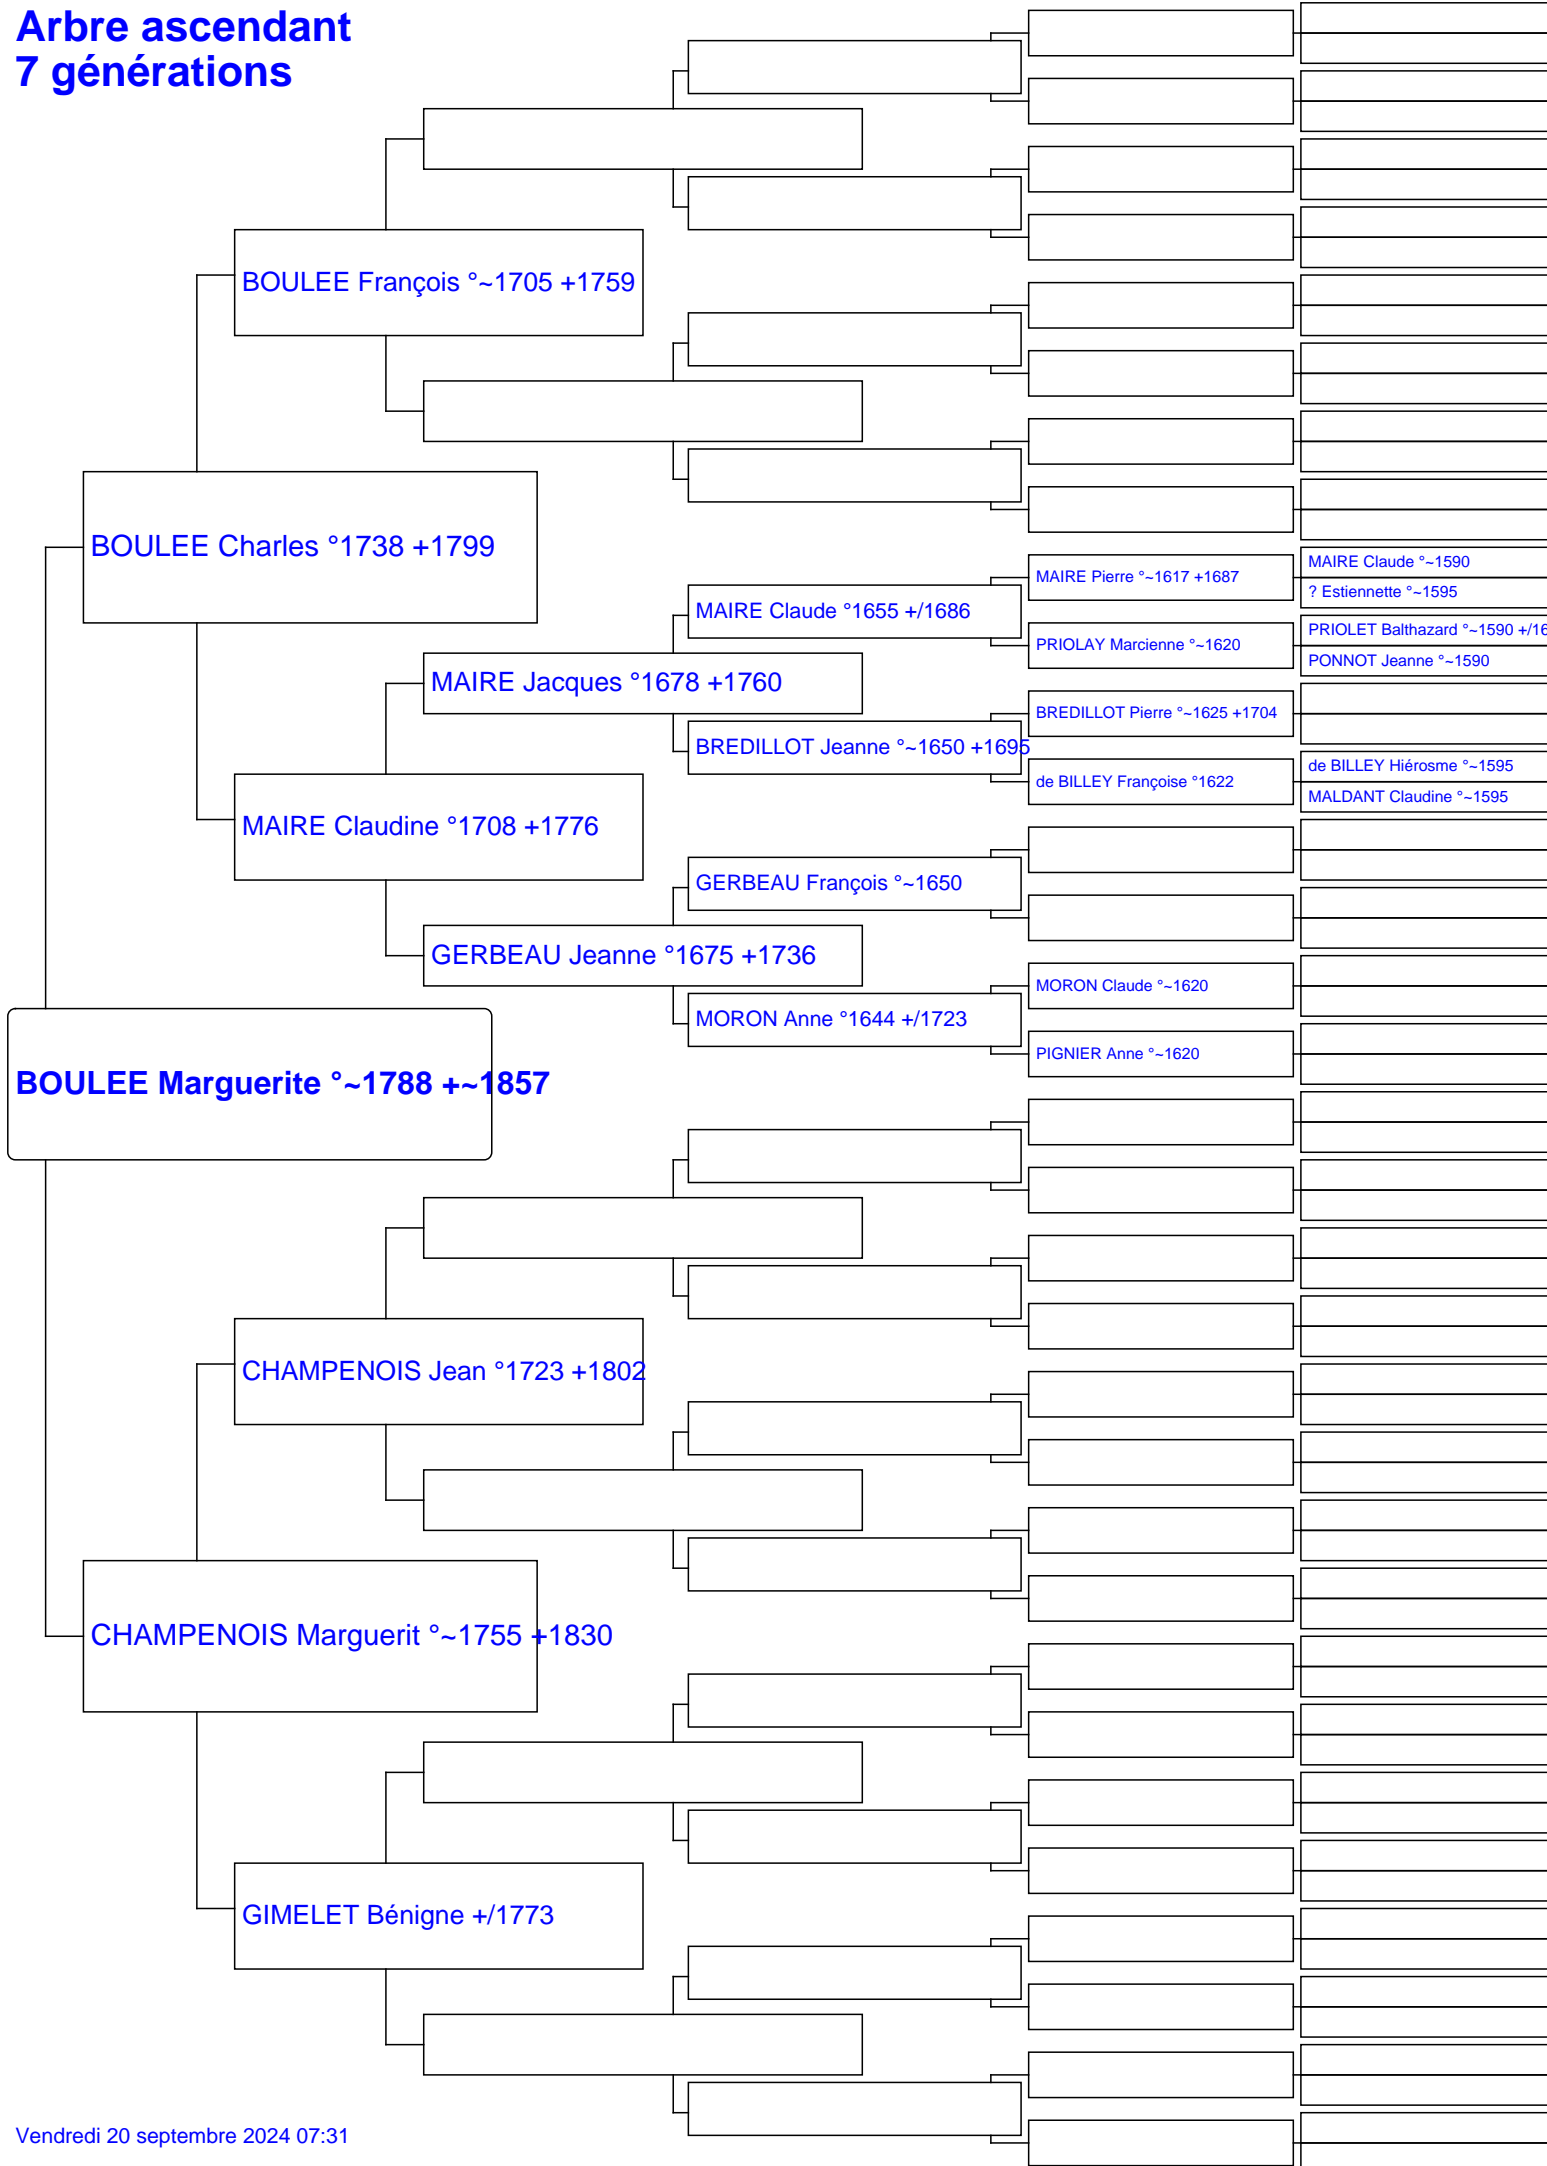 Arbre ascendant
7 générations
BOULEE François °~1705 +1759
BOULEE Charles °1738 +1799
MAIRE Pierre °~1617 +1687
MAIRE Claude °~1590
? Estiennette °~1595
MAIRE Claude °1655 +/1686
PRIOLAY Marcienne °~1620
PRIOLET Balthazard °~1590 +/16
PONNOT Jeanne °~1590
MAIRE Jacques °1678 +1760
BREDILLOT Pierre °~1625 +1704
BREDILLOT Jeanne °~1650 +1695
de BILLEY Françoise °1622
de BILLEY Hiérosme °~1595
MALDANT Claudine °~1595
MAIRE Claudine °1708 +1776
GERBEAU François °~1650
GERBEAU Jeanne °1675 +1736
MORON Claude °~1620
MORON Anne °1644 +/1723
PIGNIER Anne °~1620
BOULEE Marguerite °~1788 +~1857
CHAMPENOIS Jean °1723 +1802
CHAMPENOIS Marguerit °~1755 +1830
GIMELET Bénigne +/1773
Vendredi 20 septembre 2024 07:31